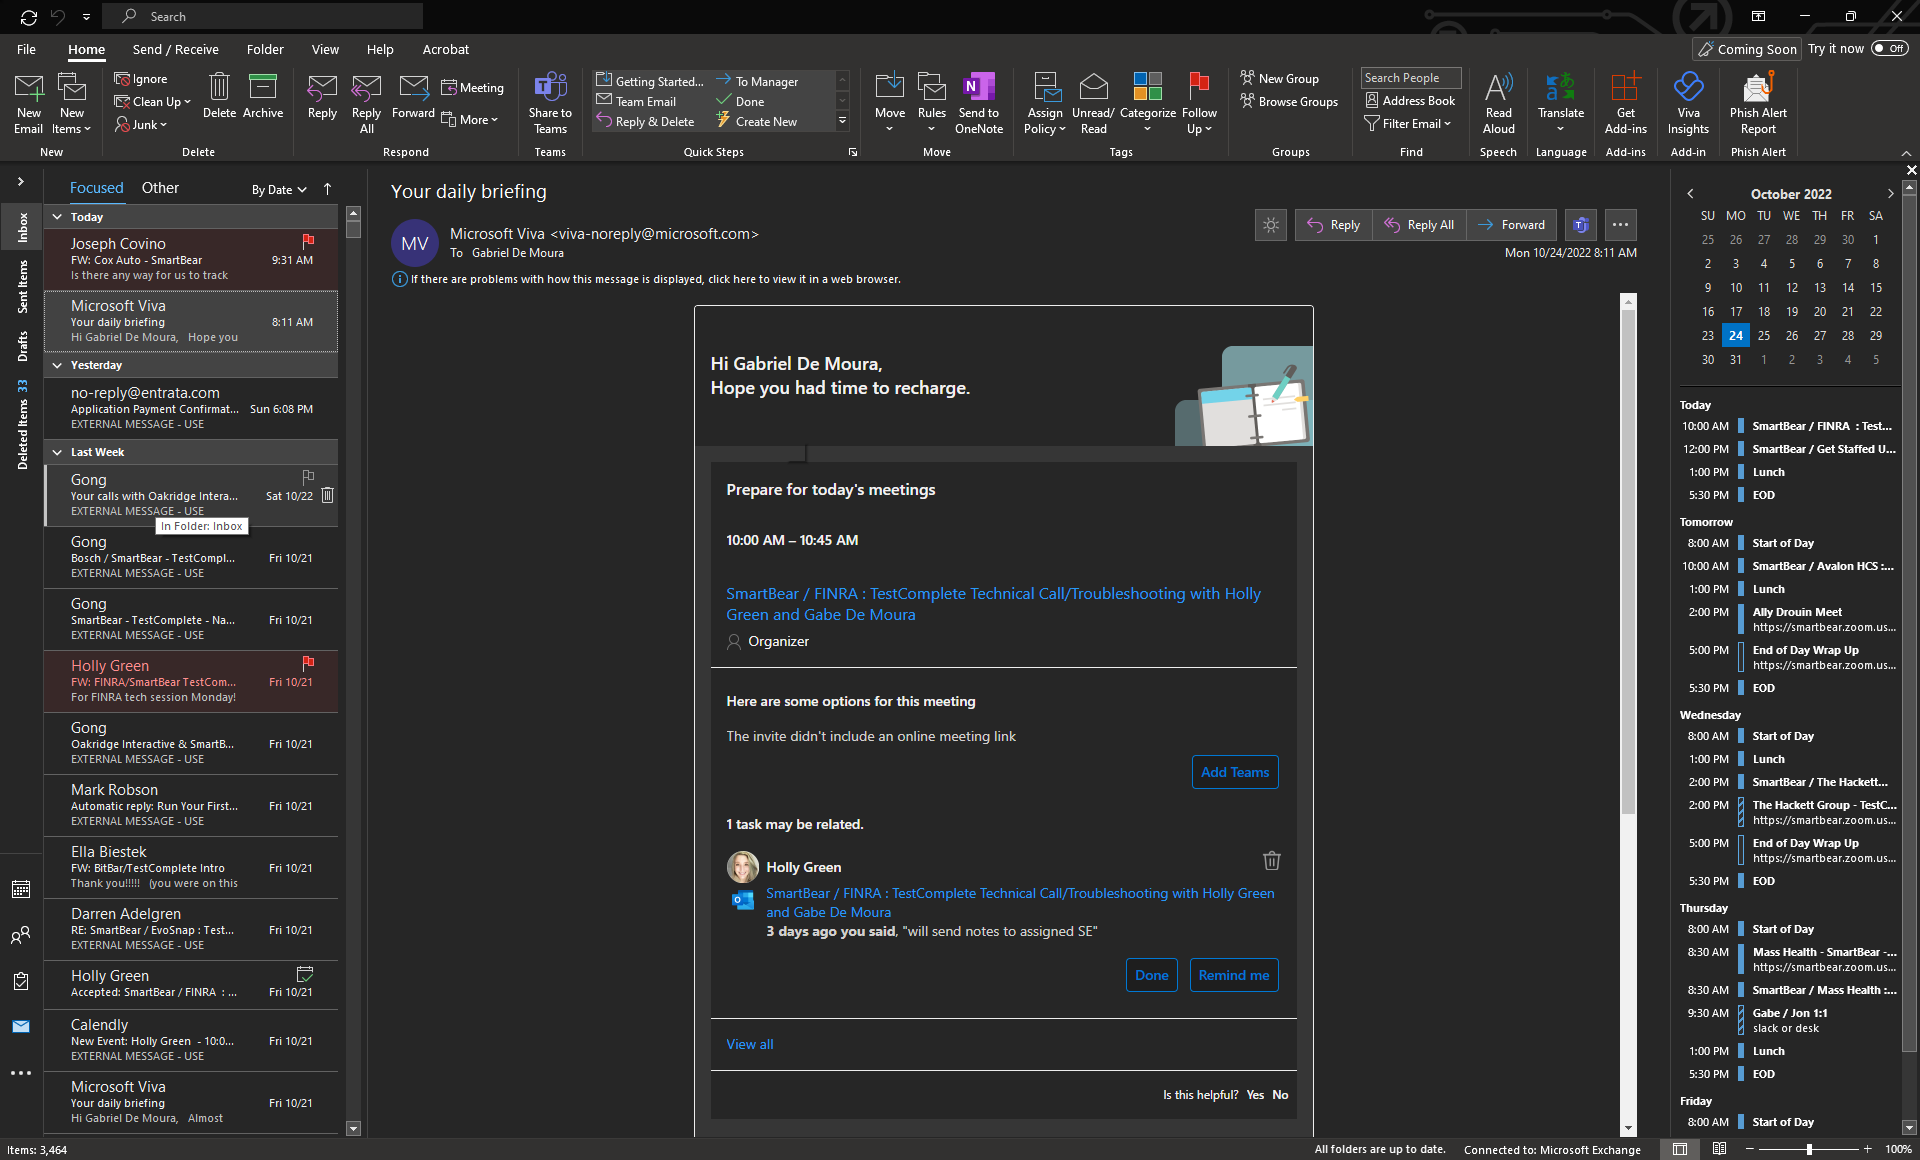 Search
File Home Send / Receive Folder View Help Acrobat
Coming Soon Try it now Off
New Email
New Items
New
Ignore
Clean Up
Junk
Delete
Archive
Delete
Reply
Reply All
Forward
Meeting
More
Respond
Share to Teams
Teams
Getting Started...
Team Email
Reply & Delete
To Manager
Done
Create New
Quick Steps
Move
Rules
Send to OneNote
Move
Assign Policy
Unread/ Read
Categorize
Follow Up
Tags
New Group
Browse Groups
Groups
Search People
Address Book
Filter Email
Find
Read Aloud
Speech
Translate
Language
Get Add-ins
Add-ins
Viva Insights
Add-in
Phish Alert Report
Phish Alert
Inbox
Sent Items
Drafts
Deleted Items 33
Focused Other By Date
Today
Joseph Covino
FW: Cox Auto - SmartBear 9:31 AM
Is there any way for us to track
Microsoft Viva
Your daily briefing 8:11 AM
Hi Gabriel De Moura, Hope you
Yesterday
no-reply@entrata.com
Application Payment Confirmat... Sun 6:08 PM
EXTERNAL MESSAGE - USE
Last Week
Gong
Your calls with Oakridge Intera... Sat 10/22
EXTERNAL MESSAGE - USE
In Folder: Inbox
Gong
Bosch / SmartBear - TestCompl... Fri 10/21
EXTERNAL MESSAGE - USE
Gong
SmartBear - TestComplete - Na... Fri 10/21
EXTERNAL MESSAGE - USE
Holly Green
FW: FINRA/SmartBear TestCom... Fri 10/21
For FINRA tech session Monday!
Gong
Oakridge Interactive & SmartB... Fri 10/21
EXTERNAL MESSAGE - USE
Mark Robson
Automatic reply: Run Your First... Fri 10/21
EXTERNAL MESSAGE - USE
Ella Biestek
FW: BitBar/TestComplete Intro Fri 10/21
Thank you!!!!! (you were on this
Darren Adelgren
RE: SmartBear / EvoSnap : Test... Fri 10/21
EXTERNAL MESSAGE - USE
Holly Green
Accepted: SmartBear / FINRA : ... Fri 10/21
Calendly
New Event: Holly Green - 10:0... Fri 10/21
EXTERNAL MESSAGE - USE
Microsoft Viva
Your daily briefing Fri 10/21
Hi Gabriel De Moura, Almost
Your daily briefing
MV
Microsoft Viva <viva-noreply@microsoft.com>
To Gabriel De Moura
Reply Reply All Forward
Mon 10/24/2022 8:11 AM
If there are problems with how this message is displayed, click here to view it in a web browser.
Hi Gabriel De Moura,
Hope you had time to recharge.
Prepare for today's meetings
10:00 AM – 10:45 AM
SmartBear / FINRA : TestComplete Technical Call/Troubleshooting with Holly
Green and Gabe De Moura
Organizer
Here are some options for this meeting
The invite didn't include an online meeting link
Add Teams
1 task may be related.
Holly Green
SmartBear / FINRA : TestComplete Technical Call/Troubleshooting with Holly Green
and Gabe De Moura
3 days ago you said, "will send notes to assigned SE"
Done Remind me
View all
Is this helpful? Yes No
October 2022
SU MO TU WE TH FR SA
25 26 27 28 29 30 1
2 3 4 5 6 7 8
9 10 11 12 13 14 15
16 17 18 19 20 21 22
23 24 25 26 27 28 29
30 31 1 2 3 4 5
Today
10:00 AM SmartBear / FINRA : Test...
12:00 PM SmartBear / Get Staffed U...
1:00 PM Lunch
5:30 PM EOD
Tomorrow
8:00 AM Start of Day
10:00 AM SmartBear / Avalon HCS :...
1:00 PM Lunch
2:00 PM Ally Drouin Meet
https://smartbear.zoom.us...
5:00 PM End of Day Wrap Up
https://smartbear.zoom.us...
5:30 PM EOD
Wednesday
8:00 AM Start of Day
1:00 PM Lunch
2:00 PM SmartBear / The Hackett...
2:00 PM The Hackett Group - TestC...
https://smartbear.zoom.us...
5:00 PM End of Day Wrap Up
https://smartbear.zoom.us...
5:30 PM EOD
Thursday
8:00 AM Start of Day
8:30 AM Mass Health - SmartBear -...
https://smartbear.zoom.us...
8:30 AM SmartBear / Mass Health :...
9:30 AM Gabe / Jon 1:1
slack or desk
1:00 PM Lunch
5:30 PM EOD
Friday
8:00 AM Start of Day
Items: 3,464
All folders are up to date. Connected to: Microsoft Exchange 100%